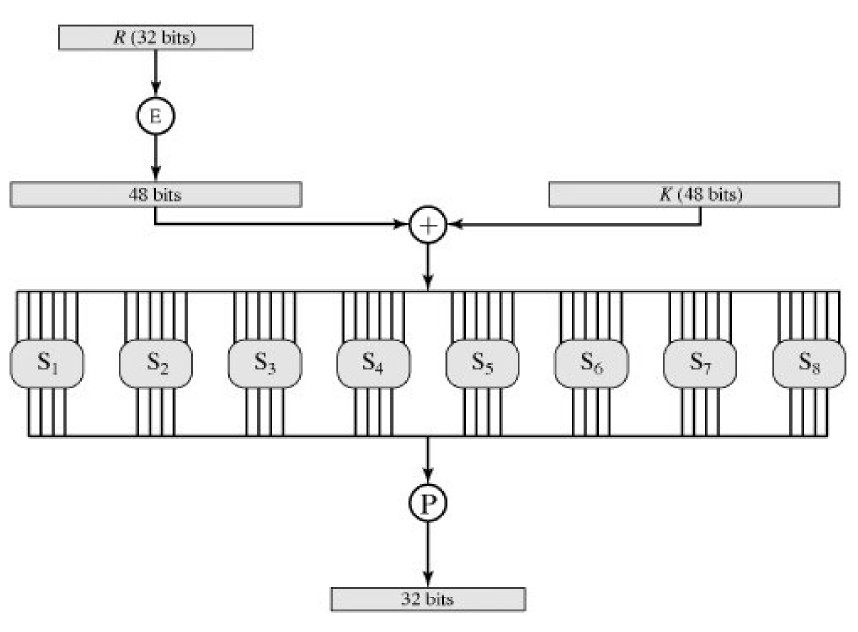 R (32 bits)
E
48 bits
K (48 bits)
+
S₁ S₂ S₃ S₄ S₅ S₆ S₇ S₈
P
32 bits